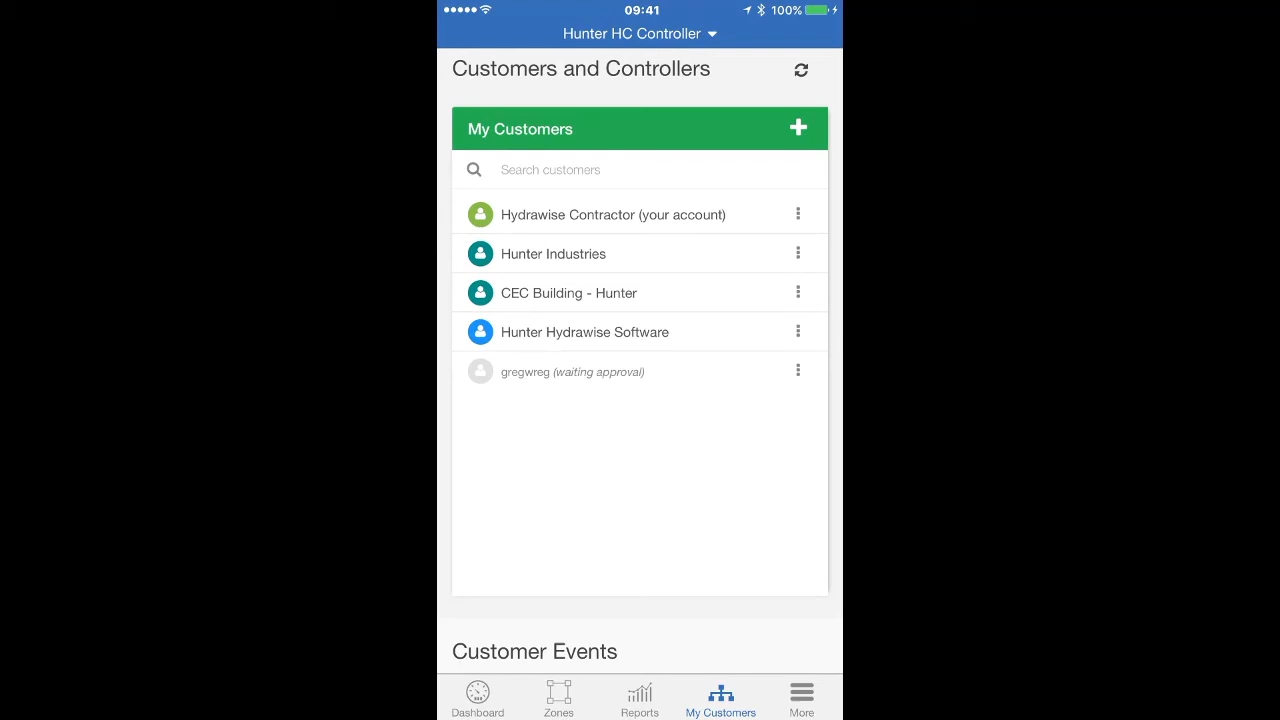 09:41
100%
Hunter HC Controller
Customers and Controllers
My Customers
Search customers
Hydrawise Contractor (your account)
Hunter Industries
CEC Building - Hunter
Hunter Hydrawise Software
gregwreg (waiting approval)
Customer Events
Dashboard
Zones
Reports
My Customers
More